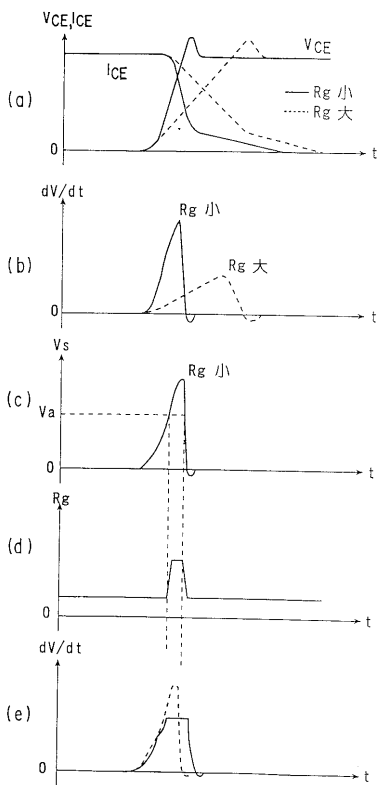 VCE,ICE
VCE
ICE
(a)
Rg 小
Rg 大
0
t
dV/dt
Rg 小
(b)
Rg 大
0
t
Vs
Rg 小
(c)
Va
0
t
Rg
(d)
0
t
dV/dt
(e)
0
t